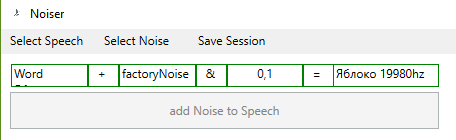 Noiser
Select Speech Select Noise Save Session
Word + factoryNoise & 0,1 = Яблоко 19980hz
add Noise to Speech